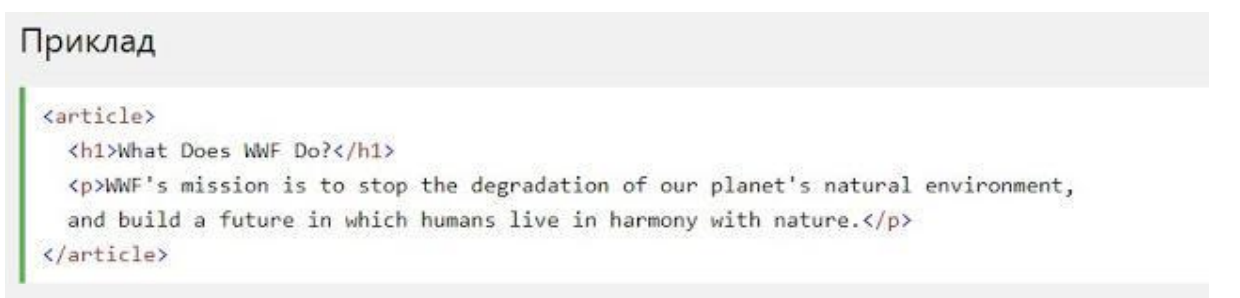 Приклад
<article>
<h1>What Does WWF Do?</h1>
<p>WWF's mission is to stop the degradation of our planet's natural environment,
and build a future in which humans live in harmony with nature.</p>
</article>